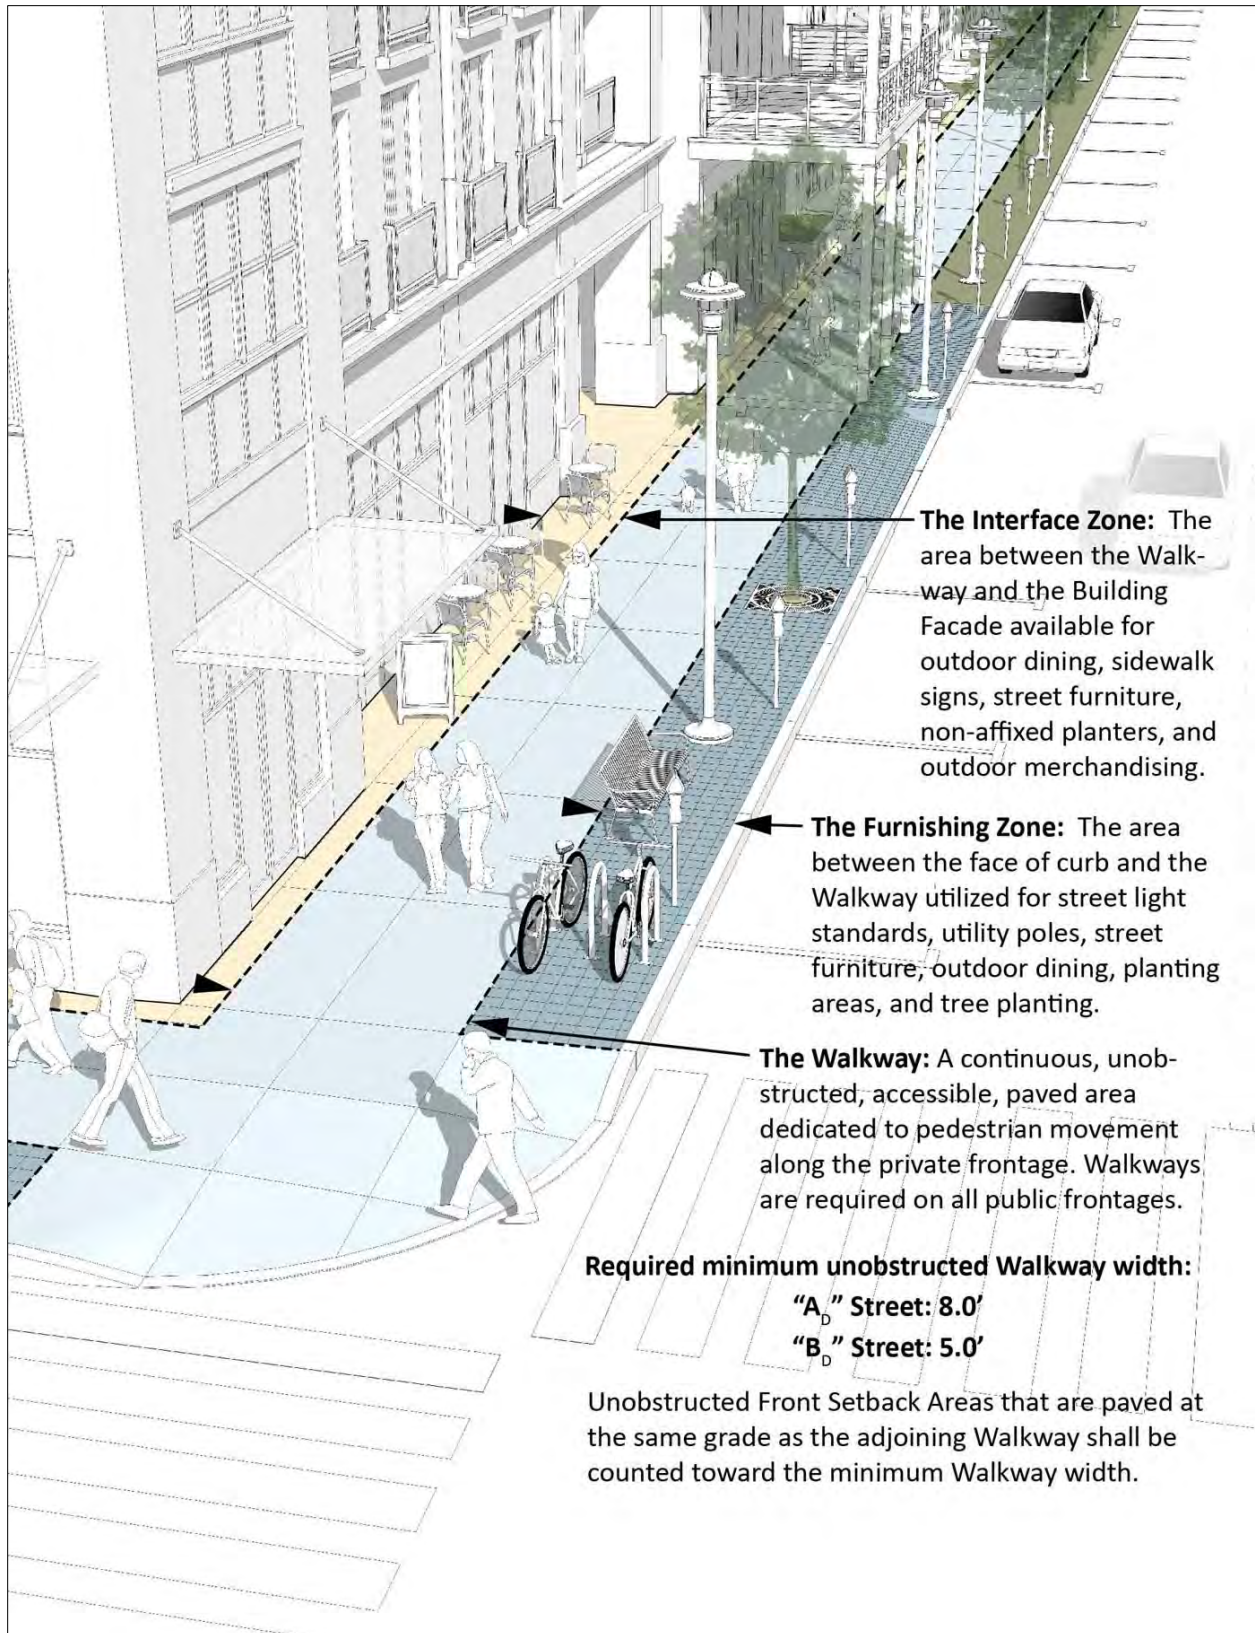 The Interface Zone: The
area between the Walk-
way and the Building
Facade available for
outdoor dining, sidewalk
signs, street furniture,
non-affixed planters, and
outdoor merchandising.
The Furnishing Zone: The area
between the face of curb and the
Walkway utilized for street light
standards, utility poles, street
furniture, outdoor dining, planting
areas, and tree planting.
The Walkway: A continuous, unob-
structed, accessible, paved area
dedicated to pedestrian movement
along the private frontage. Walkways
are required on all public frontages.
Required minimum unobstructed Walkway width:
“A_D” Street: 8.0’
“B_D” Street: 5.0’
Unobstructed Front Setback Areas that are paved at
the same grade as the adjoining Walkway shall be
counted toward the minimum Walkway width.